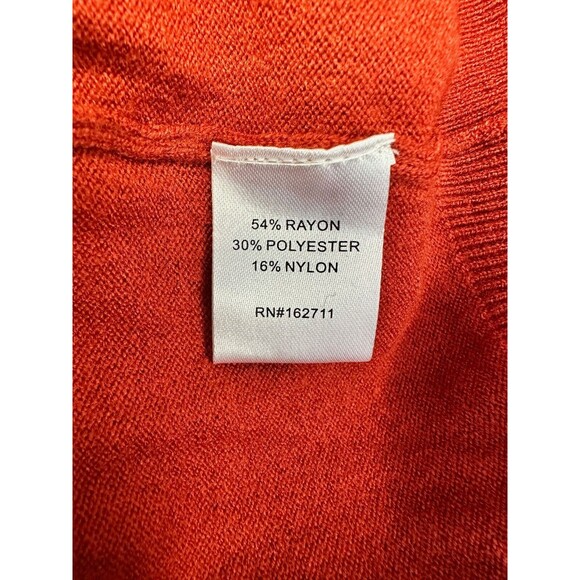 54% RAYON
30% POLYESTER
16% NYLON
RN#162711